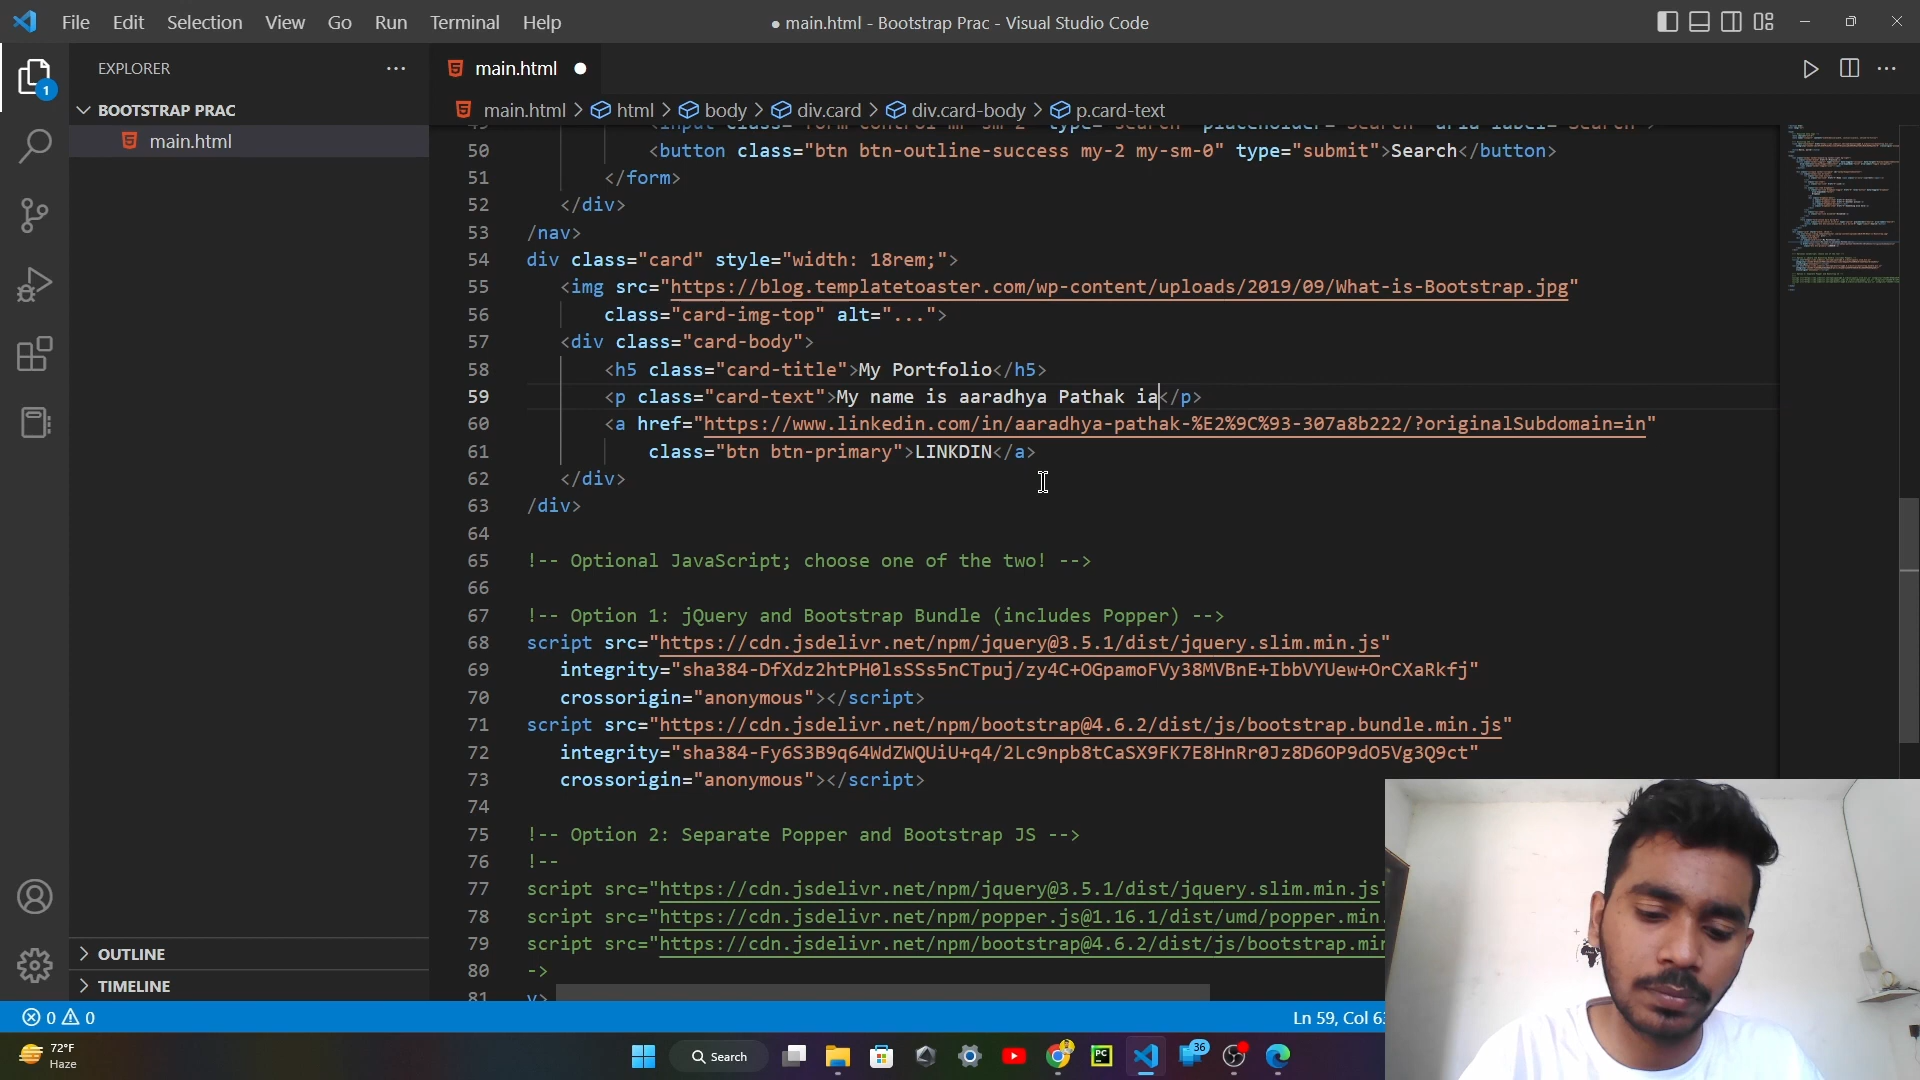 File Edit Selection View Go Run Terminal Help
● main.html - Bootstrap Prac - Visual Studio Code
EXPLORER
main.html
1
BOOTSTRAP PRAC
main.html
main.html > html > body > div.card > div.card-body > p.card-text
50 <button class="btn btn-outline-success my-2 my-sm-0" type="submit">Search</button>
51 </form>
52 </div>
53 /nav>
54 div class="card" style="width: 18rem;">
55 <img src="https://blog.templatetoaster.com/wp-content/uploads/2019/09/What-is-Bootstrap.jpg"
56 class="card-img-top" alt="...">
57 <div class="card-body">
58 <h5 class="card-title">My Portfolio</h5>
59 <p class="card-text">My name is aaradhya Pathak ia</p>
60 <a href="https://www.linkedin.com/in/aaradhya-pathak-%E2%9C%93-307a8b222/?originalSubdomain=in"
61 class="btn btn-primary">LINKDIN</a>
62 </div>
63 /div>
64
65 !-- Optional JavaScript; choose one of the two! -->
66
67 !-- Option 1: jQuery and Bootstrap Bundle (includes Popper) -->
68 script src="https://cdn.jsdelivr.net/npm/jquery@3.5.1/dist/jquery.slim.min.js"
69 integrity="sha384-DfXdz2htPH0lsSSs5nCTpuj/zy4C+OGpamoFVy38MVBnE+IbbVYUew+OrCXaRkfj"
70 crossorigin="anonymous"></script>
71 script src="https://cdn.jsdelivr.net/npm/bootstrap@4.6.2/dist/js/bootstrap.bundle.min.js"
72 integrity="sha384-Fy6S3B9q64WdZWQUiU+q4/2Lc9npb8tCaSX9FK7E8HnRr0Jz8D6OP9dO5Vg3Q9ct"
73 crossorigin="anonymous"></script>
74
75 !-- Option 2: Separate Popper and Bootstrap JS -->
76 !--
77 script src="https://cdn.jsdelivr.net/npm/jquery@3.5.1/dist/jquery.slim.min.js"
78 script src="https://cdn.jsdelivr.net/npm/popper.js@1.16.1/dist/umd/popper.min.
79 script src="https://cdn.jsdelivr.net/npm/bootstrap@4.6.2/dist/js/bootstrap.min
80 ->
OUTLINE
TIMELINE
0 0
Ln 59, Col 6
72°F
Haze
Search
PC
36